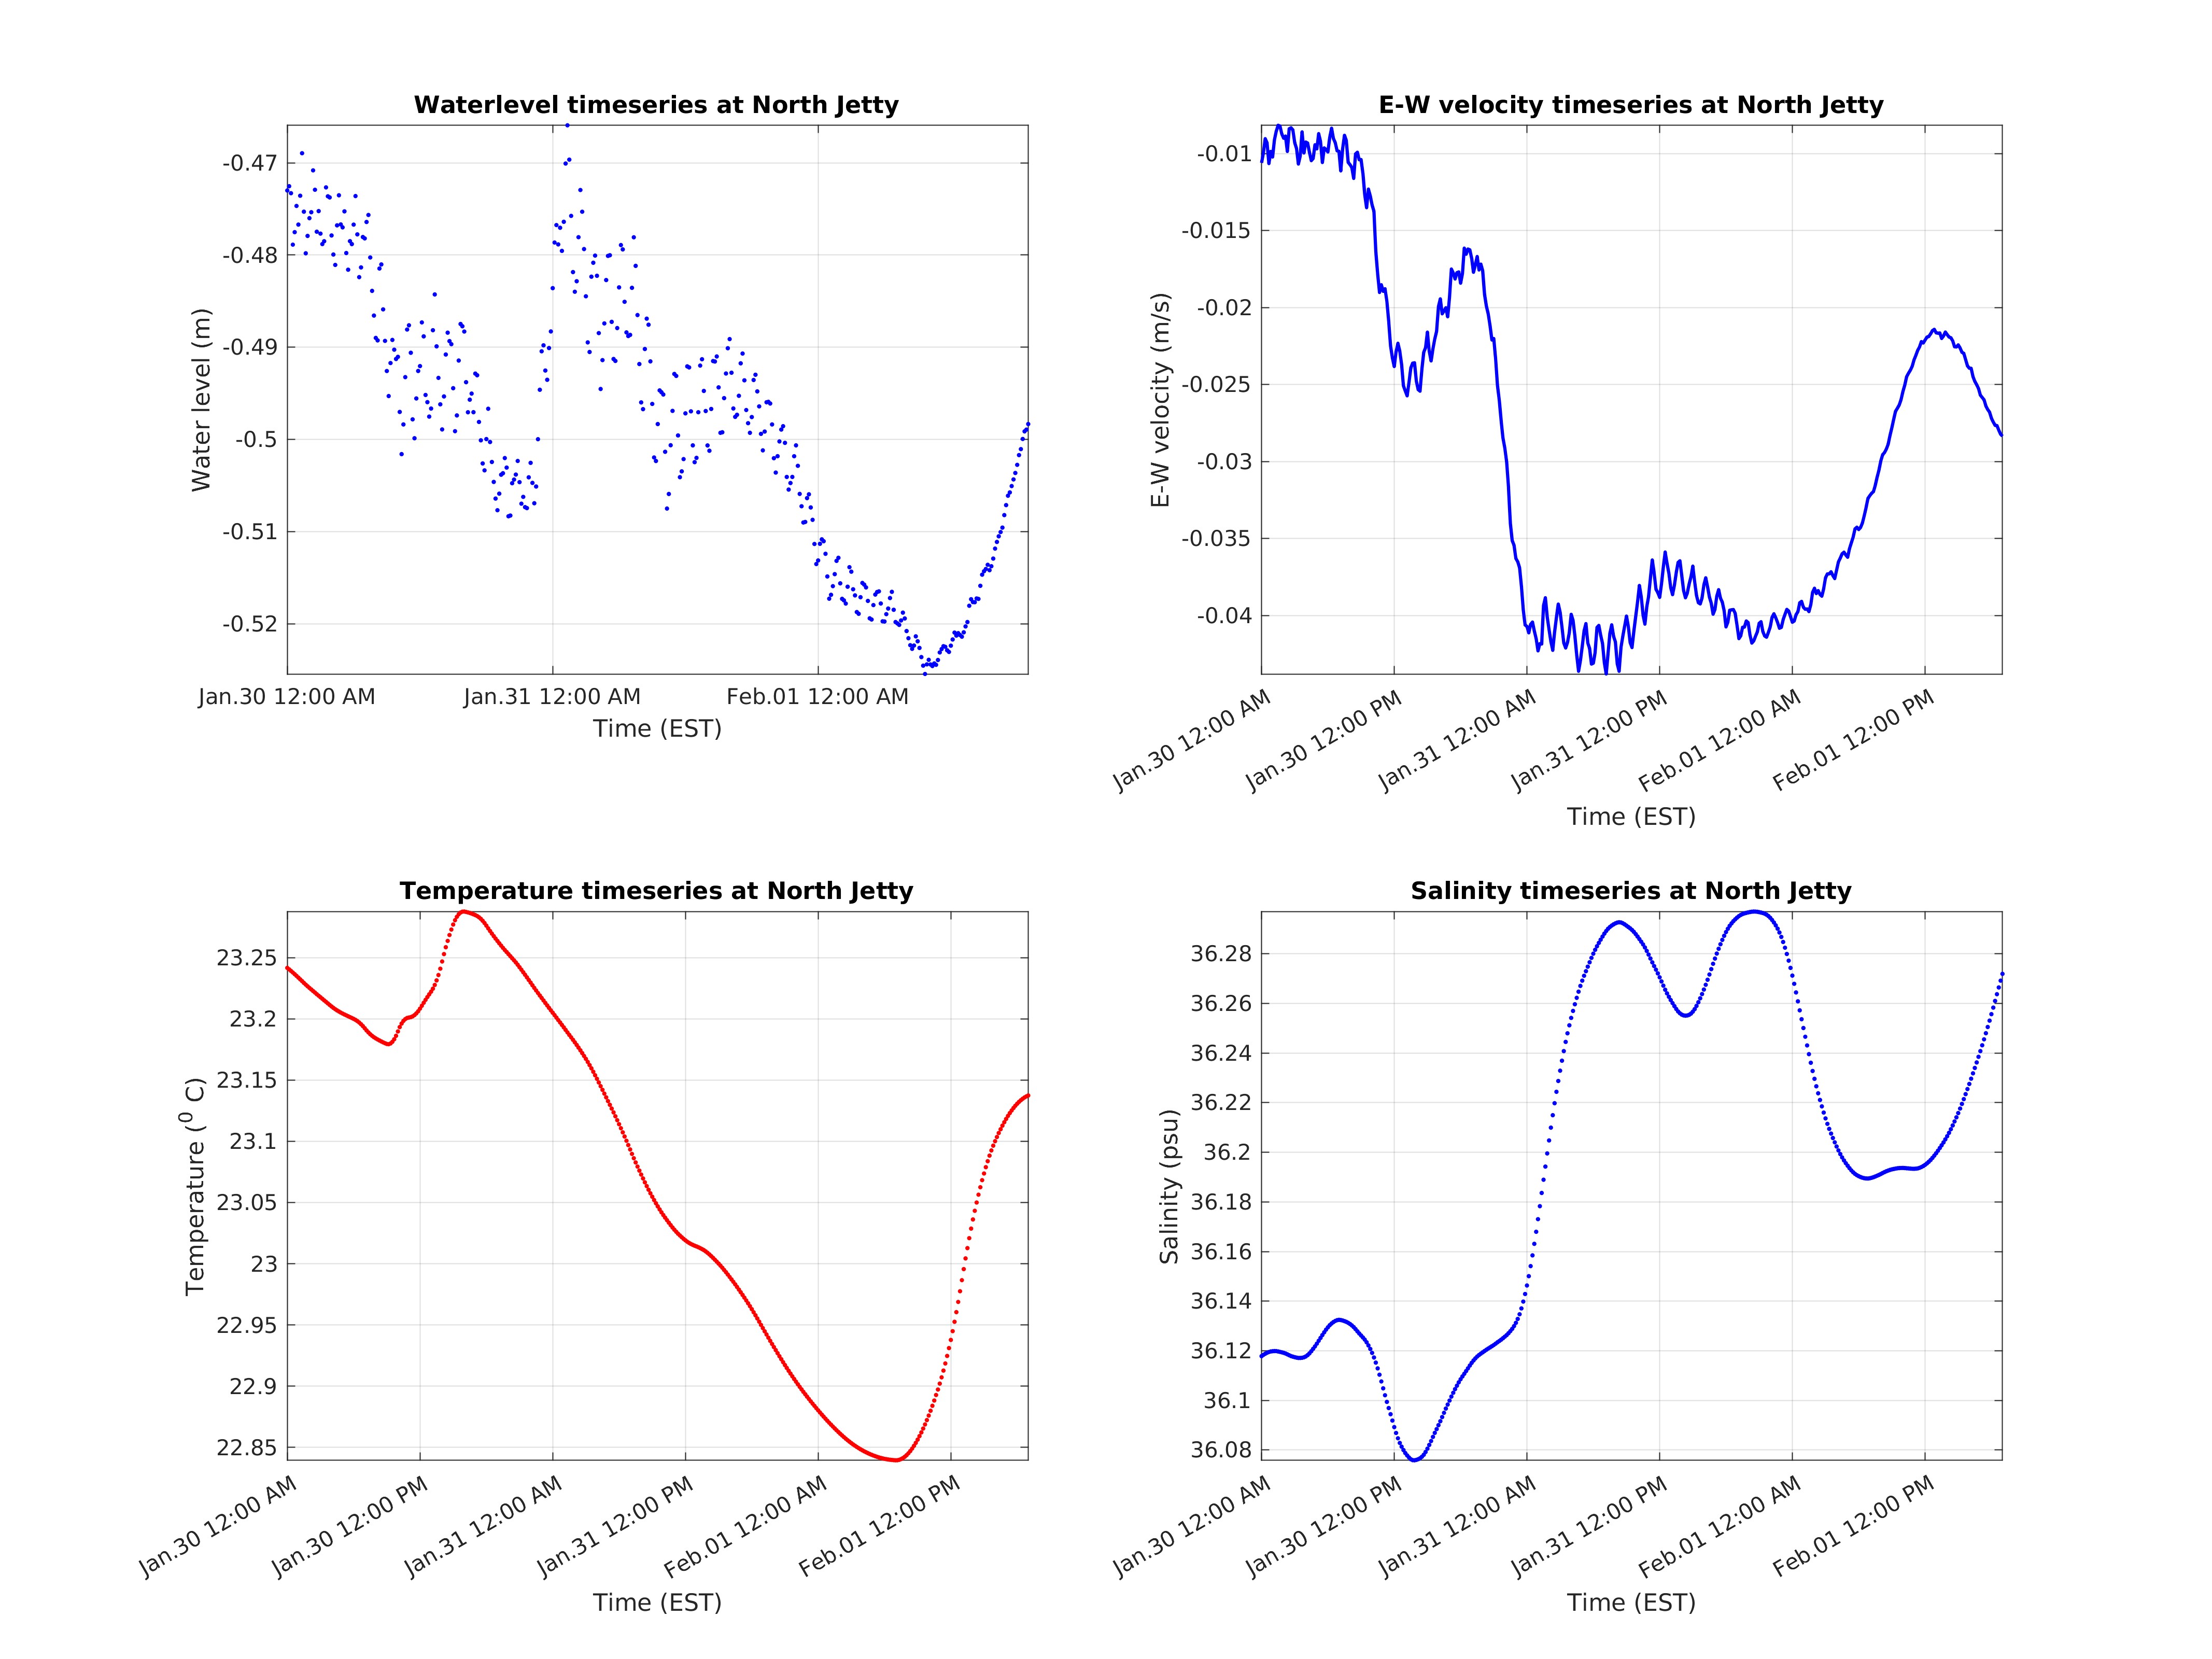 Waterlevel timeseries at North Jetty
-0.47
-0.48
-0.49
-0.5
-0.51
-0.52
Water level (m)
Jan.30 12:00 AM Jan.31 12:00 AM Feb.01 12:00 AM
Time (EST)
E-W velocity timeseries at North Jetty
-0.01
-0.015
-0.02
-0.025
-0.03
-0.035
-0.04
E-W velocity (m/s)
Jan.30 12:00 AM
Jan.30 12:00 PM
Jan.31 12:00 AM
Jan.31 12:00 PM
Feb.01 12:00 AM
Feb.01 12:00 PM
Time (EST)
Temperature timeseries at North Jetty
23.25
23.2
23.15
23.1
23.05
23
22.95
22.9
22.85
Temperature (⁰ C)
Jan.30 12:00 AM
Jan.30 12:00 PM
Jan.31 12:00 AM
Jan.31 12:00 PM
Feb.01 12:00 AM
Feb.01 12:00 PM
Time (EST)
Salinity timeseries at North Jetty
36.28
36.26
36.24
36.22
36.2
36.18
36.16
36.14
36.12
36.1
36.08
Salinity (psu)
Jan.30 12:00 AM
Jan.30 12:00 PM
Jan.31 12:00 AM
Jan.31 12:00 PM
Feb.01 12:00 AM
Feb.01 12:00 PM
Time (EST)